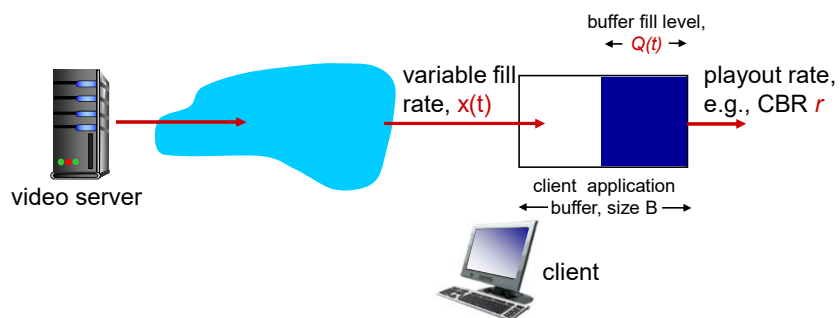 buffer fill level,
Q(t)
variable fill
rate, x(t)
playout rate,
e.g., CBR r
video server
client application
buffer, size B
client